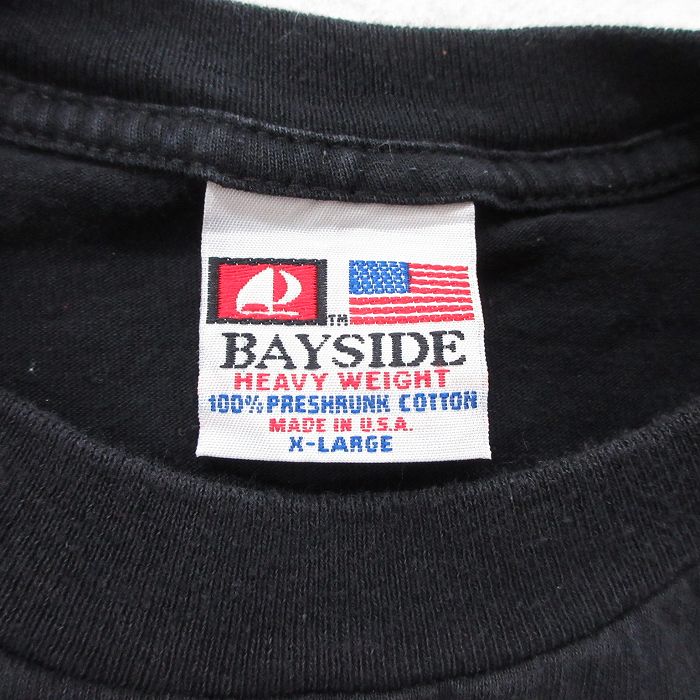 TM
BAYSIDE
HEAVY WEIGHT
100% PRESHRUNK COTTON
MADE IN U.S.A.
X-LARGE